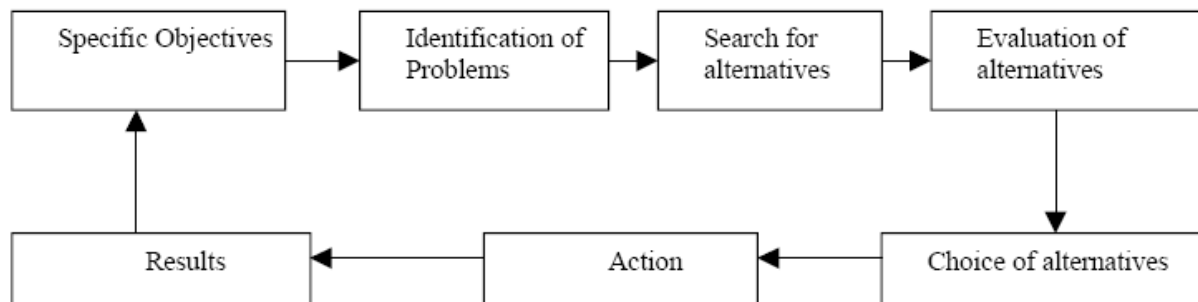 Specific Objectives
Identification of
Problems
Search for
alternatives
Evaluation of
alternatives
Results
Action
Choice of alternatives